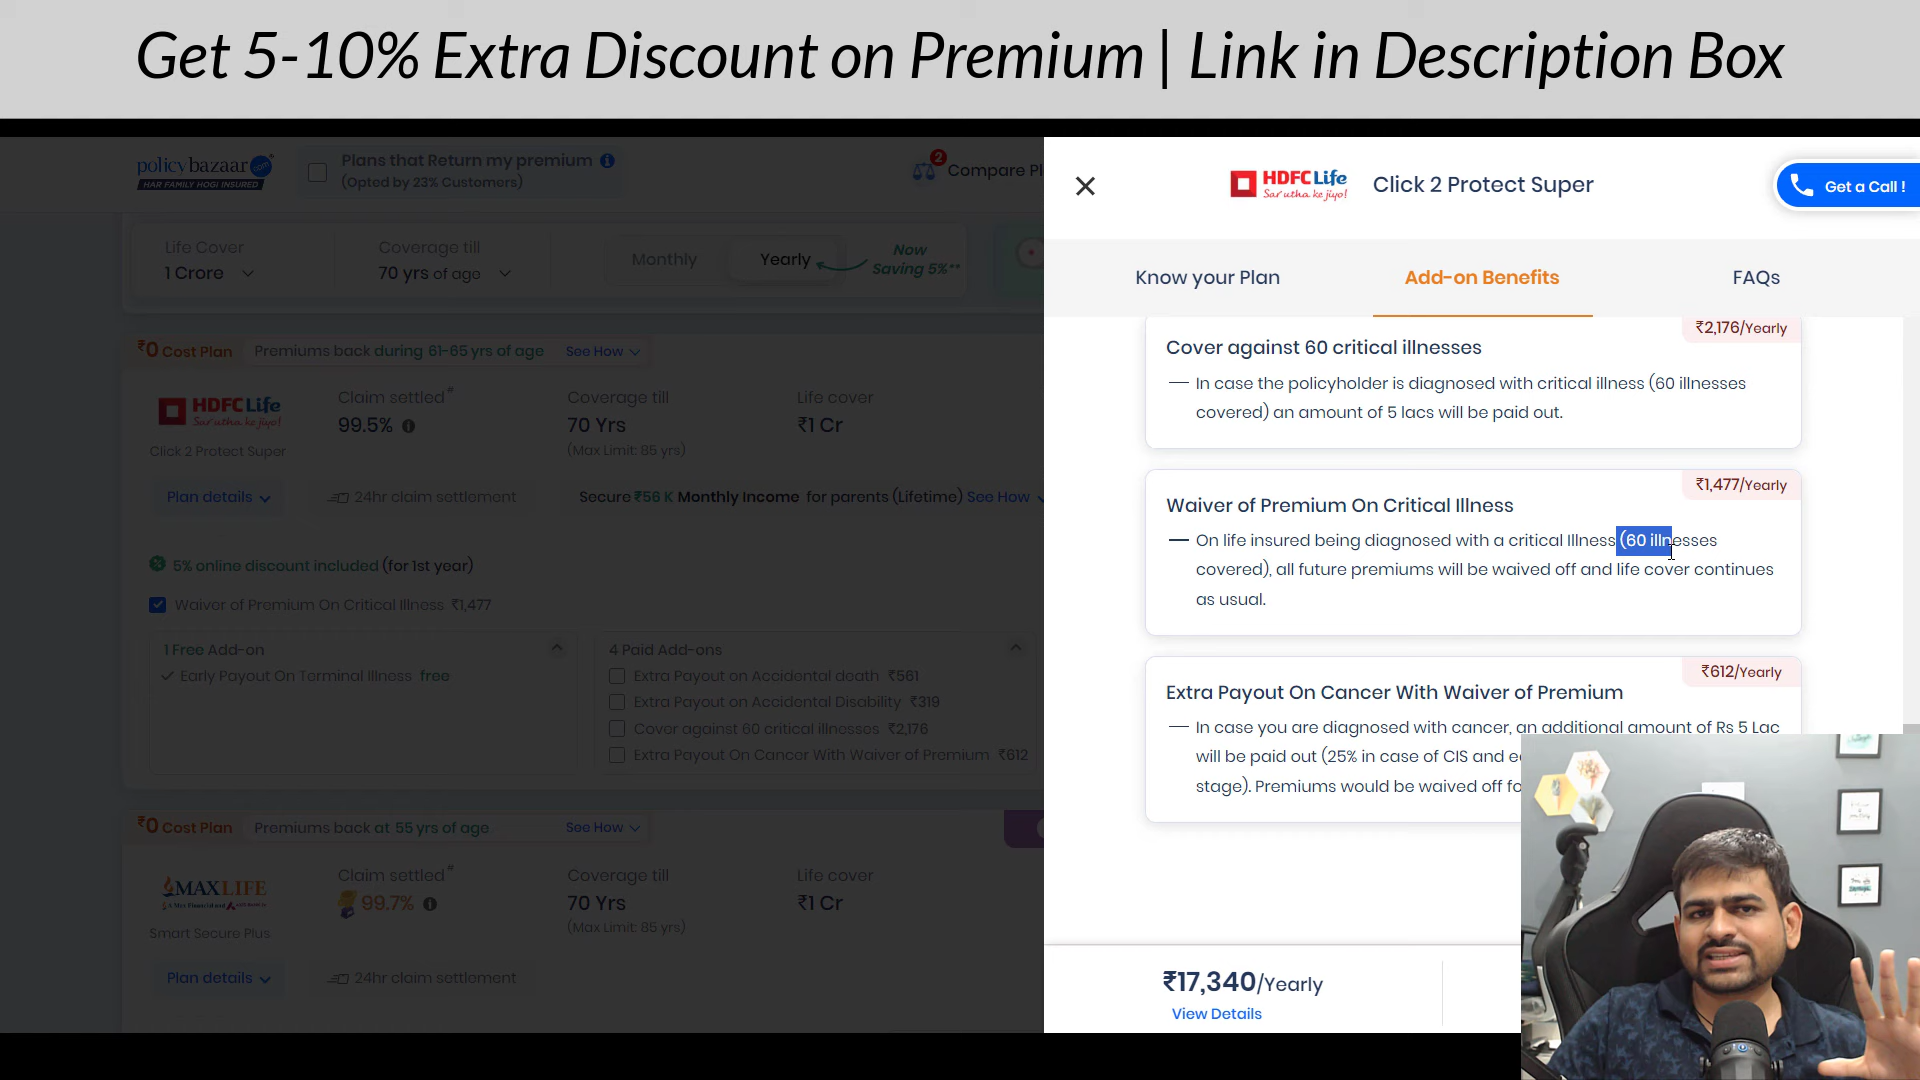 Get 5-10% Extra Discount on Premium | Link in Description Box
policybazaar
HAR FAMILY HOGI INSURED
Plans that Return my premium
(Opted by 23% Customers)
2
Compare Pl
Life Cover
1 Crore
Coverage till
70 yrs of age
Monthly
Yearly
Now
Saving 5%**
₹0 Cost Plan
Premiums back during 61-65 yrs of age
See How
HDFC Life
Sar utha ke jiyo!
Click 2 Protect Super
Claim settled#
99.5%
Coverage till
70 Yrs
(Max Limit: 85 yrs)
Life cover
₹1 Cr
Plan details
24hr claim settlement
Secure ₹56 K Monthly Income for parents (Lifetime) See How
5% online discount included (for 1st year)
Waiver of Premium On Critical Illness ₹1,477
1 Free Add-on
Early Payout On Terminal Illness free
4 Paid Add-ons
Extra Payout on Accidental death ₹561
Extra Payout on Accidental Disability ₹319
Cover against 60 critical illnesses ₹2,176
Extra Payout On Cancer With Waiver of Premium ₹612
₹0 Cost Plan
Premiums back at 55 yrs of age
See How
MAX LIFE
Smart Secure Plus
Claim settled#
99.7%
Coverage till
70 Yrs
(Max Limit: 85 yrs)
Life cover
₹1 Cr
Plan details
24hr claim settlement
HDFC Life
Sar utha ke jiyo!
Click 2 Protect Super
Get a Call !
Know your Plan
Add-on Benefits
FAQs
₹2,176/Yearly
Cover against 60 critical illnesses
— In case the policyholder is diagnosed with critical illness (60 illnesses
covered) an amount of 5 lacs will be paid out.
₹1,477/Yearly
Waiver of Premium On Critical Illness
— On life insured being diagnosed with a critical Illness (60 illnesses
covered), all future premiums will be waived off and life cover continues
as usual.
₹612/Yearly
Extra Payout On Cancer With Waiver of Premium
— In case you are diagnosed with cancer, an additional amount of Rs 5 Lac
will be paid out (25% in case of CIS and e
stage). Premiums would be waived off fo
₹17,340/Yearly
View Details